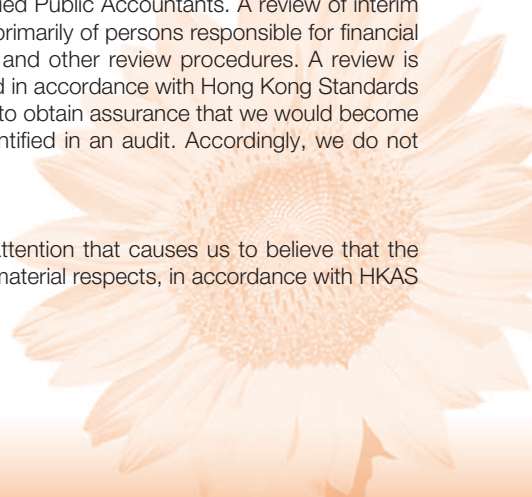 ied Public Accountants. A review of interim
primarily of persons responsible for financial
and other review procedures. A review is
d in accordance with Hong Kong Standards
to obtain assurance that we would become
ntified in an audit. Accordingly, we do not
attention that causes us to believe that the
material respects, in accordance with HKAS